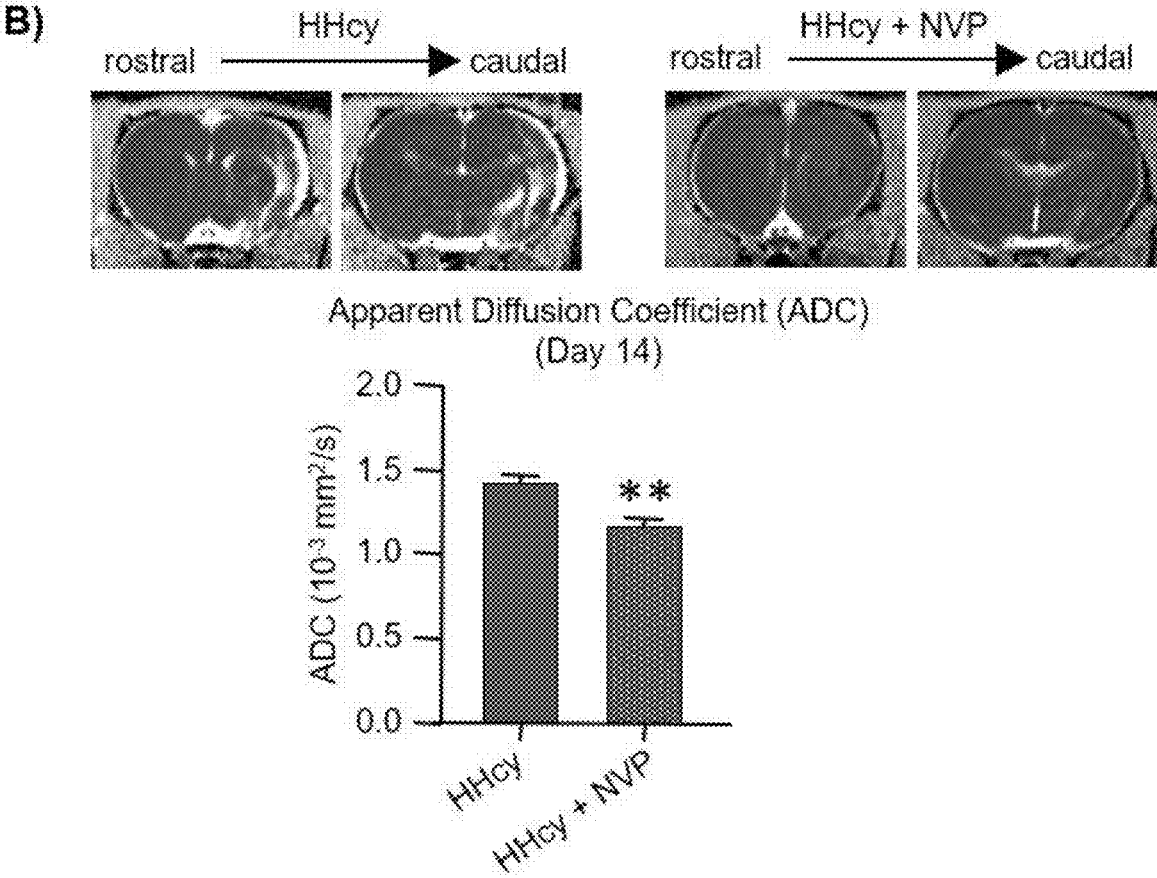 B)
HHcy
rostral caudal
HHcy + NVP
rostral caudal
Apparent Diffusion Coefficient (ADC)
(Day 14)
ADC (10⁻³ mm²/s)
2.0
1.5
1.0
0.5
0.0
**
HHcy
HHcy + NVP